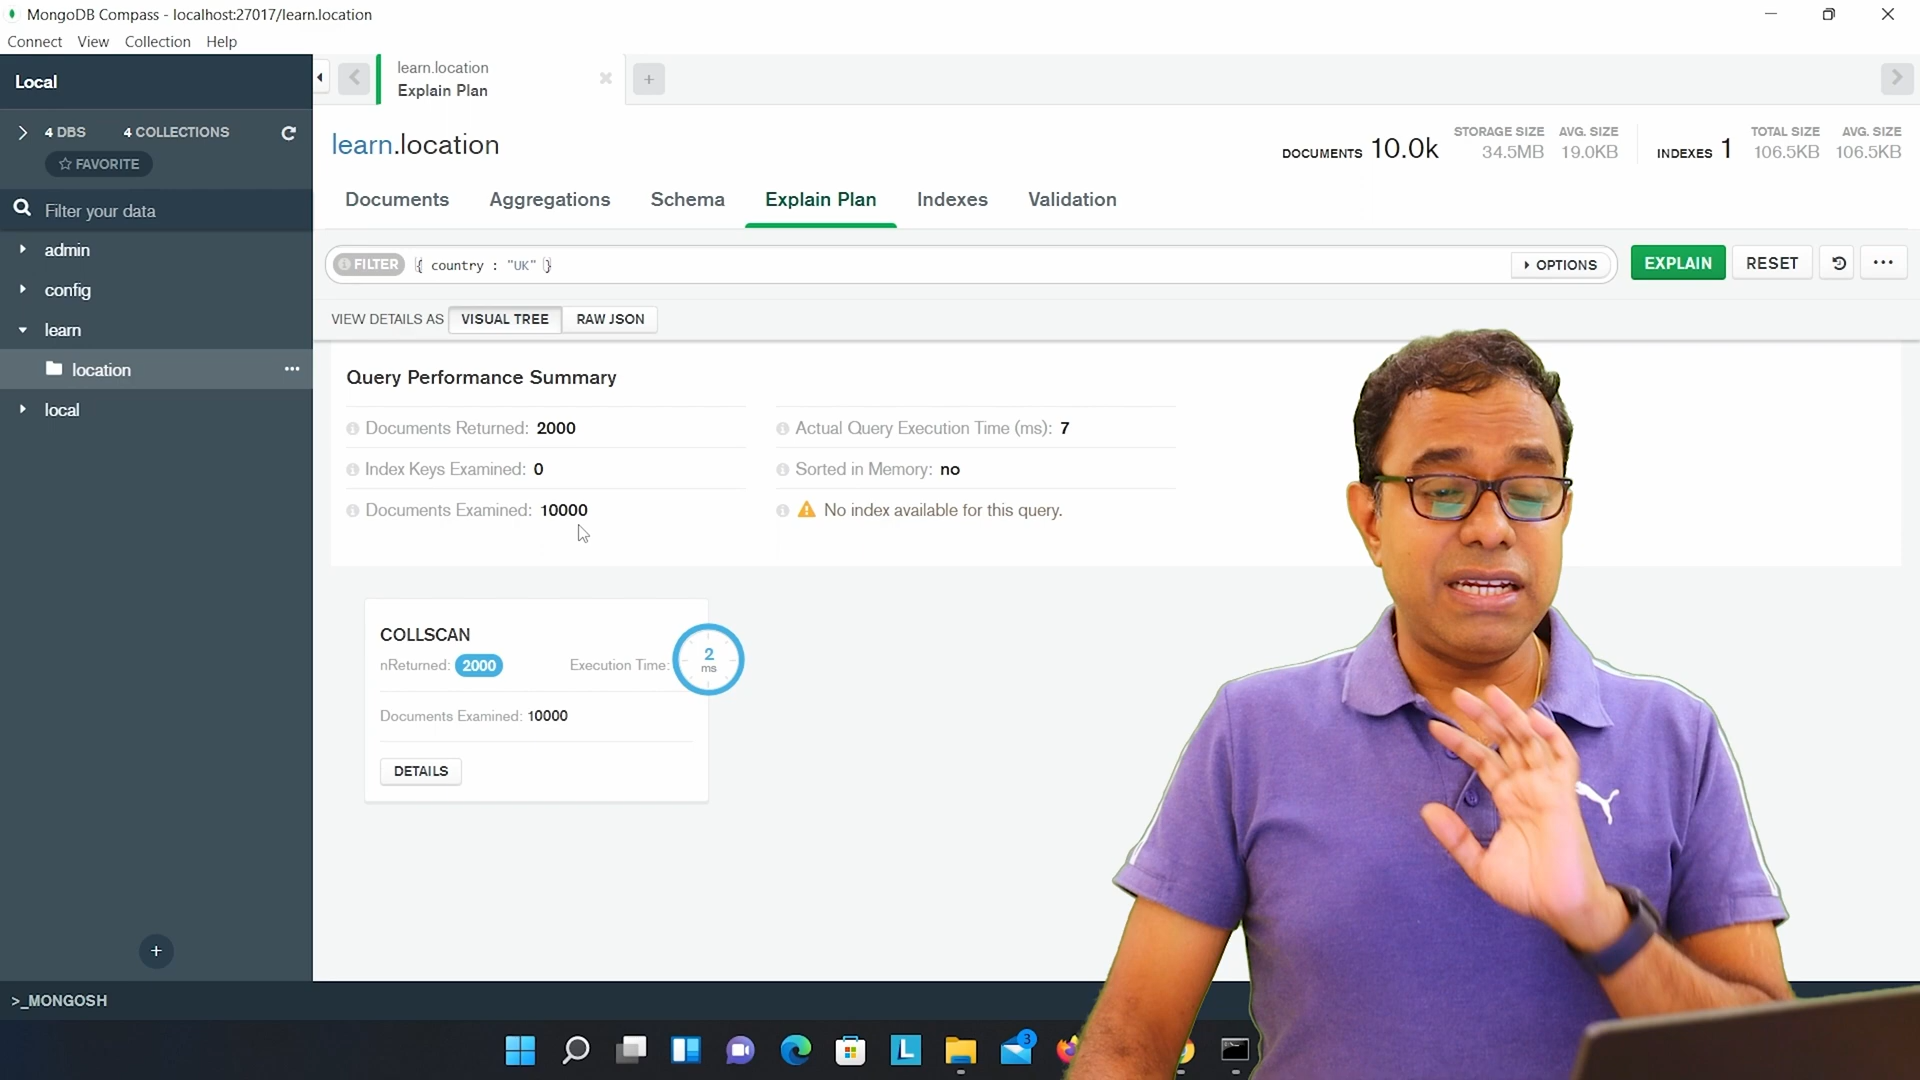 MongoDB Compass - localhost:27017/learn.location
Connect View Collection Help
Local
learn.location
Explain Plan
4 DBS 4 COLLECTIONS
FAVORITE
learn.location
DOCUMENTS 10.0k
STORAGE SIZE
34.5MB
AVG. SIZE
19.0KB
INDEXES 1
TOTAL SIZE
106.5KB
AVG. SIZE
106.5KB
Documents Aggregations Schema Explain Plan Indexes Validation
Filter your data
admin
config
learn
location
local
FILTER { country : "UK" }
OPTIONS
EXPLAIN
RESET
VIEW DETAILS AS VISUAL TREE RAW JSON
Query Performance Summary
Documents Returned: 2000
Actual Query Execution Time (ms): 7
Index Keys Examined: 0
Sorted in Memory: no
Documents Examined: 10000
No index available for this query.
COLLSCAN
nReturned: 2000
Execution Time:
2
ms
Documents Examined: 10000
DETAILS
>_MONGOSH
L
3